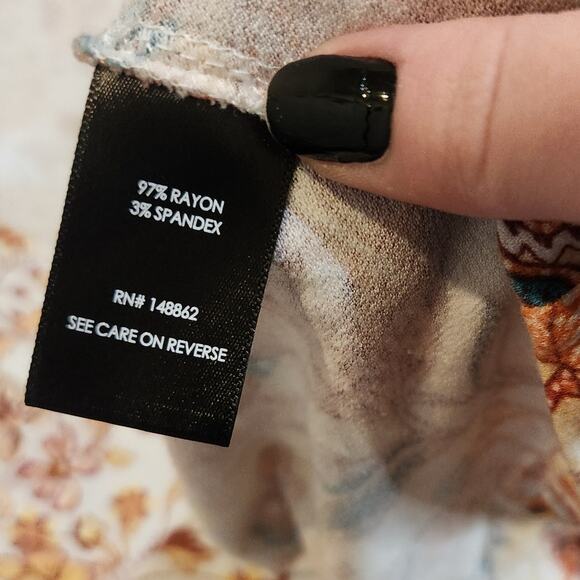 97% RAYON
3% SPANDEX
RN# 148862
SEE CARE ON REVERSE